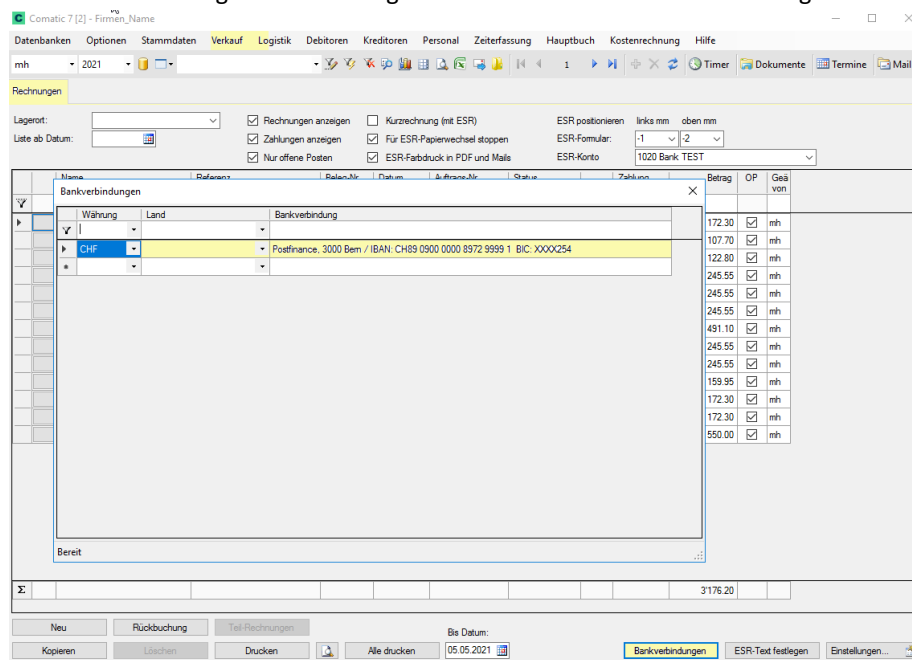 Comatic 7 [2] - Firmen_Name
Datenbanken Optionen Stammdaten Verkauf Logistik Debitoren Kreditoren Personal Zeiterfassung Hauptbuch Kostenrechnung Hilfe
mh 2021 1 Timer Dokumente Termine Mail
Rechnungen
Lagerort: Rechnungen anzeigen Kurzrechnung (mit ESR) ESR positionieren links mm oben mm
Liste ab Datum: Zahlungen anzeigen Für ESR-Papierwechsel stoppen ESR-Formular: -1 -2
Nur offene Posten ESR-Farbdruck in PDF und Mails ESR-Konto 1020 Bank TEST
Name Referenz Beleg-Nr. Datum Auftrags-Nr. Status Zahlung Betrag OP Geä
von
Bankverbindungen
Währung Land Bankverbindung
CHF Postfinance, 3000 Bern / IBAN: CH89 0900 0000 8972 9999 1 BIC: XXXX254
172.30 mh
107.70 mh
122.80 mh
245.55 mh
245.55 mh
245.55 mh
491.10 mh
245.55 mh
245.55 mh
159.95 mh
172.30 mh
172.30 mh
550.00 mh
Bereit
Σ 3'176.20
Neu Rückbuchung Teil-Rechnungen Bis Datum:
Kopieren Löschen Drucken Alle drucken 05.05.2021 Bankverbindungen ESR-Text festlegen Einstellungen...